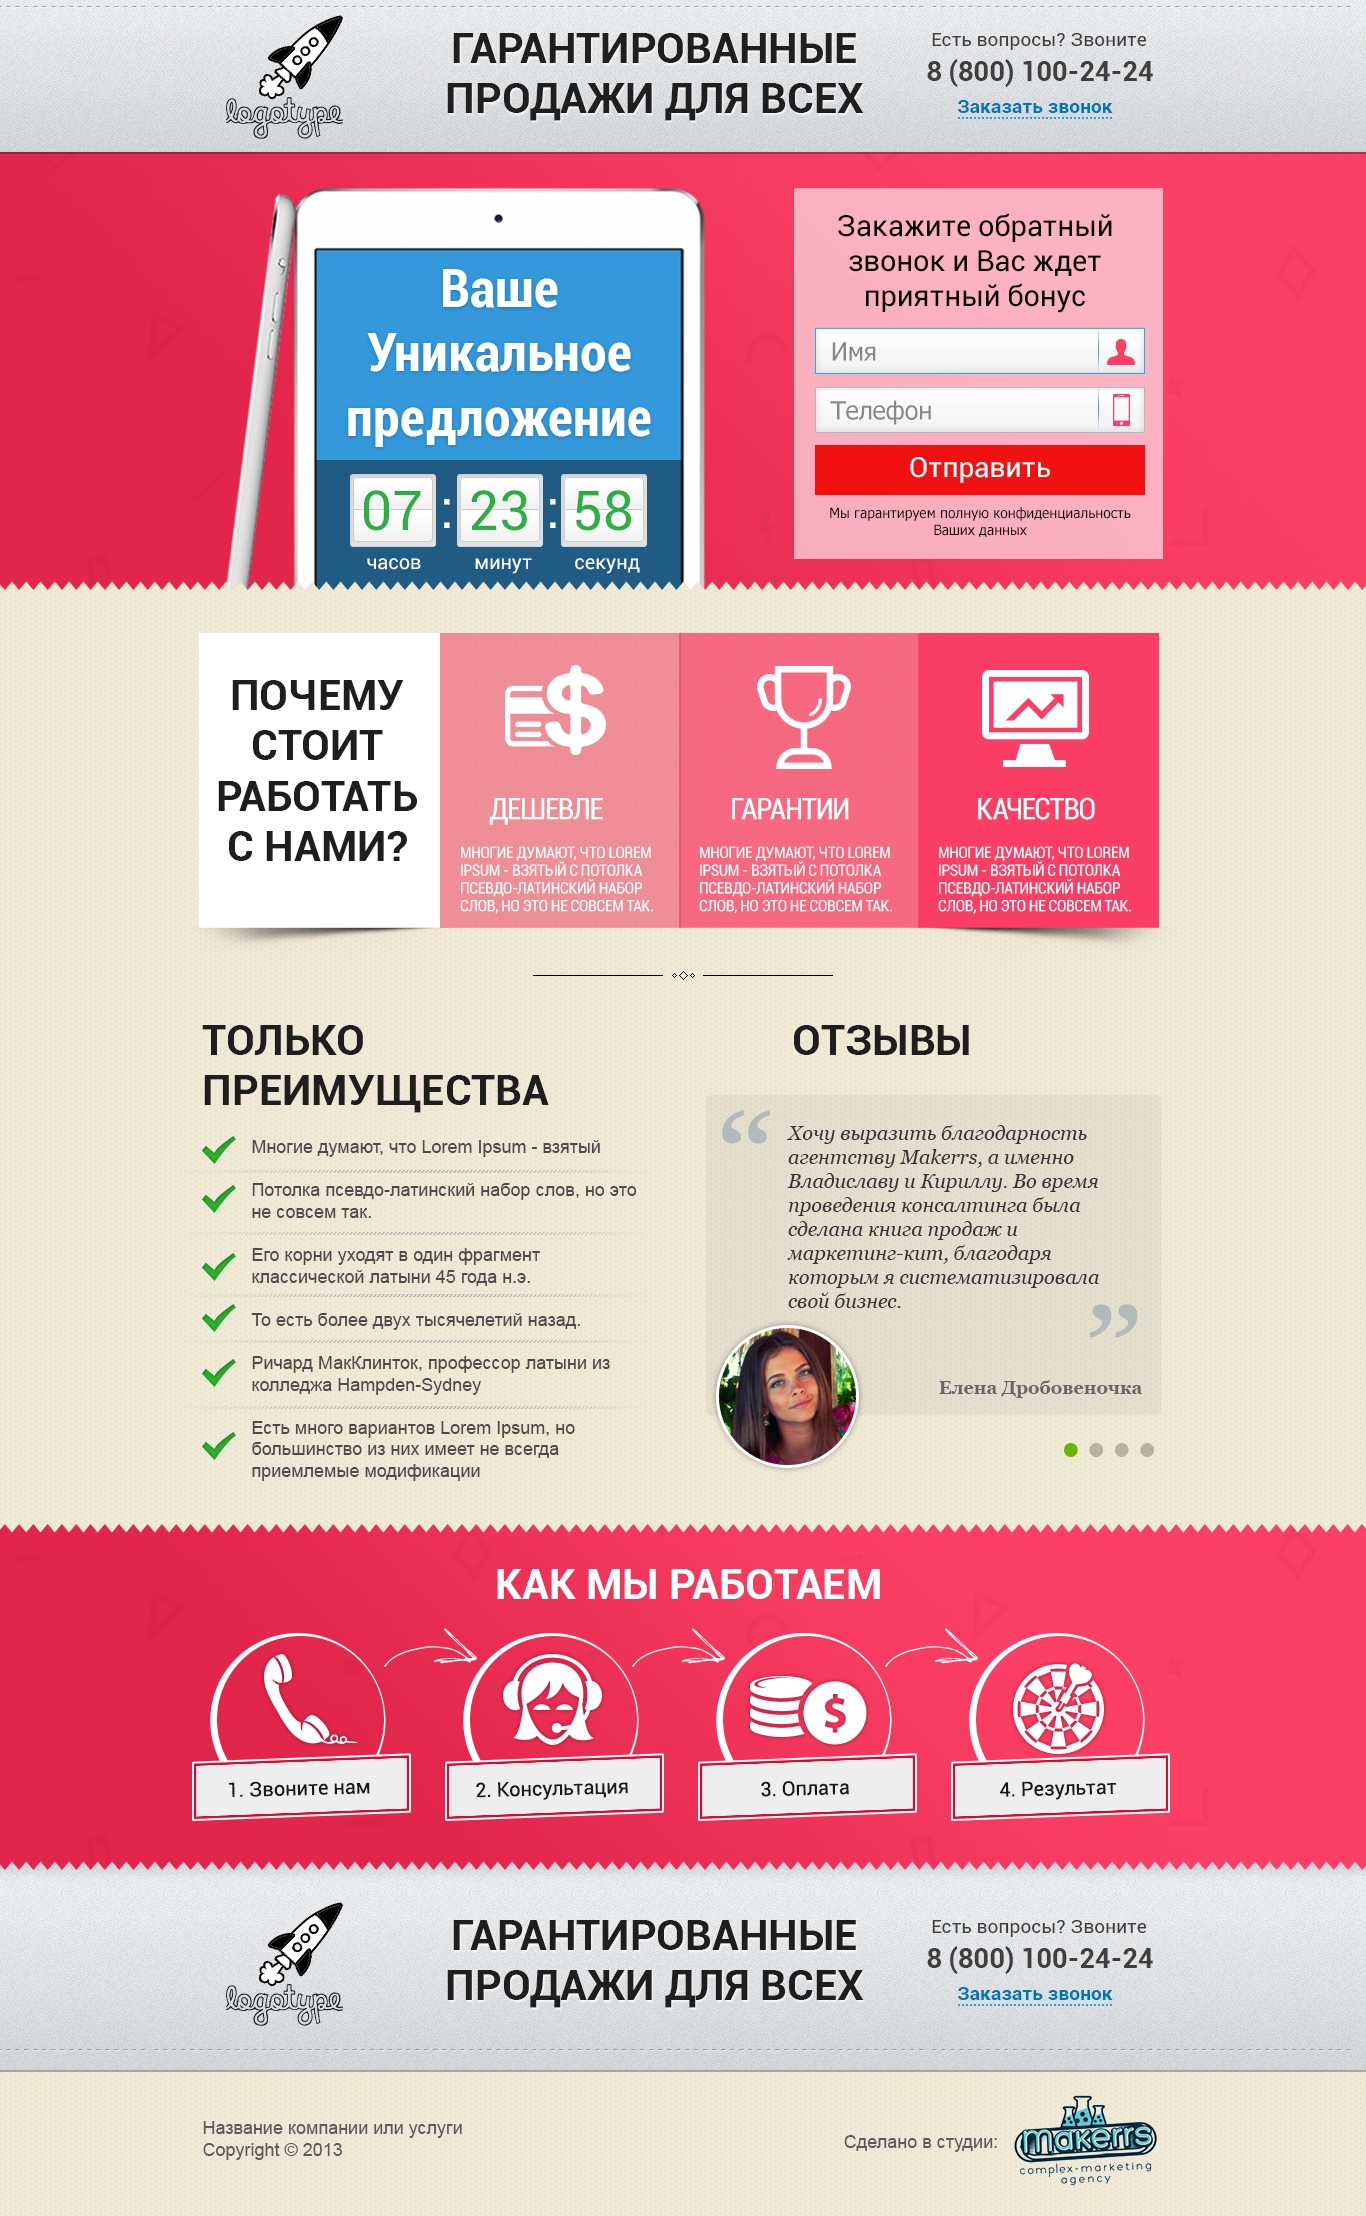 logotype
ГАРАНТИРОВАННЫЕ
ПРОДАЖИ ДЛЯ ВСЕХ
Есть вопросы? Звоните
8 (800) 100-24-24
Заказать звонок
Ваше
Уникальное
предложение
07 : 23 : 58
часов минут секунд
Закажите обратный
звонок и Вас ждет
приятный бонус
Имя
Телефон
Отправить
Мы гарантируем полную конфиденциальность
Ваших данных
ПОЧЕМУ
СТОИТ
РАБОТАТЬ
С НАМИ?
ДЕШЕВЛЕ
МНОГИЕ ДУМАЮТ, ЧТО LOREM
IPSUM - ВЗЯТЫЙ С ПОТОЛКА
ПСЕВДО-ЛАТИНСКИЙ НАБОР
СЛОВ, НО ЭТО НЕ СОВСЕМ ТАК.
ГАРАНТИИ
МНОГИЕ ДУМАЮТ, ЧТО LOREM
IPSUM - ВЗЯТЫЙ С ПОТОЛКА
ПСЕВДО-ЛАТИНСКИЙ НАБОР
СЛОВ, НО ЭТО НЕ СОВСЕМ ТАК.
КАЧЕСТВО
МНОГИЕ ДУМАЮТ, ЧТО LOREM
IPSUM - ВЗЯТЫЙ С ПОТОЛКА
ПСЕВДО-ЛАТИНСКИЙ НАБОР
СЛОВ, НО ЭТО НЕ СОВСЕМ ТАК.
ТОЛЬКО
ПРЕИМУЩЕСТВА
Многие думают, что Lorem Ipsum - взятый
Потолка псевдо-латинский набор слов, но это
не совсем так.
Его корни уходят в один фрагмент
классической латыни 45 года н.э.
То есть более двух тысячелетий назад.
Ричард МакКлинток, профессор латыни из
колледжа Hampden-Sydney
Есть много вариантов Lorem Ipsum, но
большинство из них имеет не всегда
приемлемые модификации
ОТЗЫВЫ
“
Хочу выразить благодарность
агентству Makerrs, а именно
Владиславу и Кириллу. Во время
проведения консалтинга была
сделана книга продаж и
маркетинг-кит, благодаря
которым я систематизировала
свой бизнес.
”
Елена Дробовеночка
КАК МЫ РАБОТАЕМ
1. Звоните нам
2. Консультация
3. Оплата
4. Результат
logotype
ГАРАНТИРОВАННЫЕ
ПРОДАЖИ ДЛЯ ВСЕХ
Есть вопросы? Звоните
8 (800) 100-24-24
Заказать звонок
Название компании или услуги
Copyright © 2013
Сделано в студии:
makerrs
complex-marketing
agency